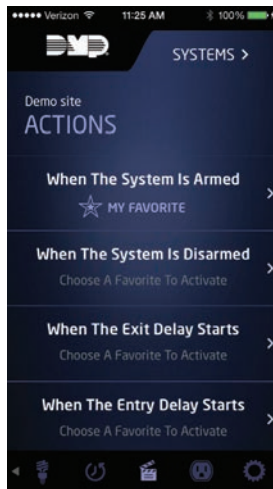 Verizon 11:25 AM 100%
DMP
SYSTEMS >
Demo site
ACTIONS
When The System Is Armed
MY FAVORITE
When The System Is Disarmed
Choose A Favorite To Activate
When The Exit Delay Starts
Choose A Favorite To Activate
When The Entry Delay Starts
Choose A Favorite To Activate